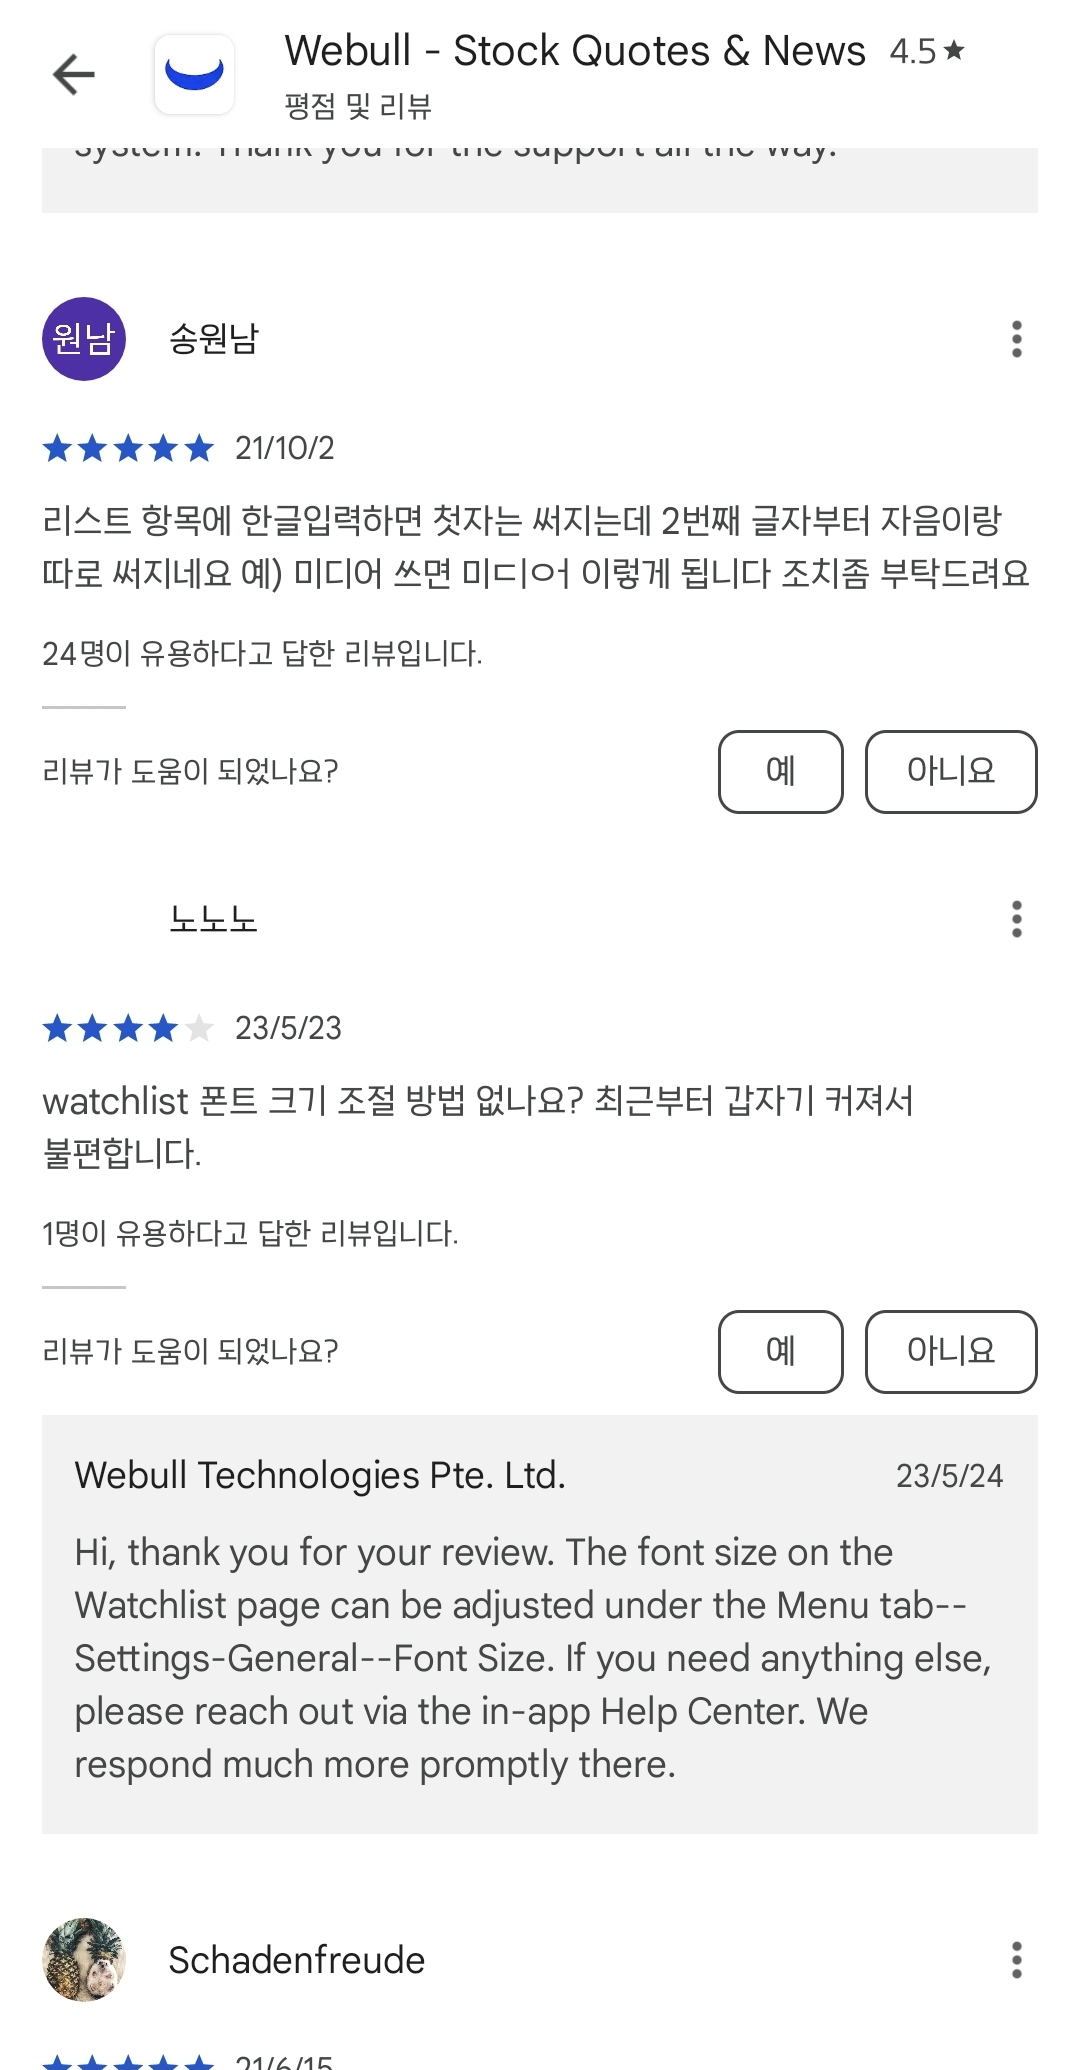 Webull - Stock Quotes & News 4.5★
평점 및 리뷰
system. Thank you for the support all the way.
원남 송원남
21/10/2
리스트 항목에 한글입력하면 첫자는 써지는데 2번째 글자부터 자음이랑
따로 써지네요 예) 미디어 쓰면 미ㄷㅣㅇㅓ 이렇게 됩니다 조치좀 부탁드려요
24명이 유용하다고 답한 리뷰입니다.
리뷰가 도움이 되었나요? 예 아니요
노노노
23/5/23
watchlist 폰트 크기 조절 방법 없나요? 최근부터 갑자기 커져서
불편합니다.
1명이 유용하다고 답한 리뷰입니다.
리뷰가 도움이 되었나요? 예 아니요
Webull Technologies Pte. Ltd. 23/5/24
Hi, thank you for your review. The font size on the
Watchlist page can be adjusted under the Menu tab--
Settings-General--Font Size. If you need anything else,
please reach out via the in-app Help Center. We
respond much more promptly there.
Schadenfreude
21/6/15